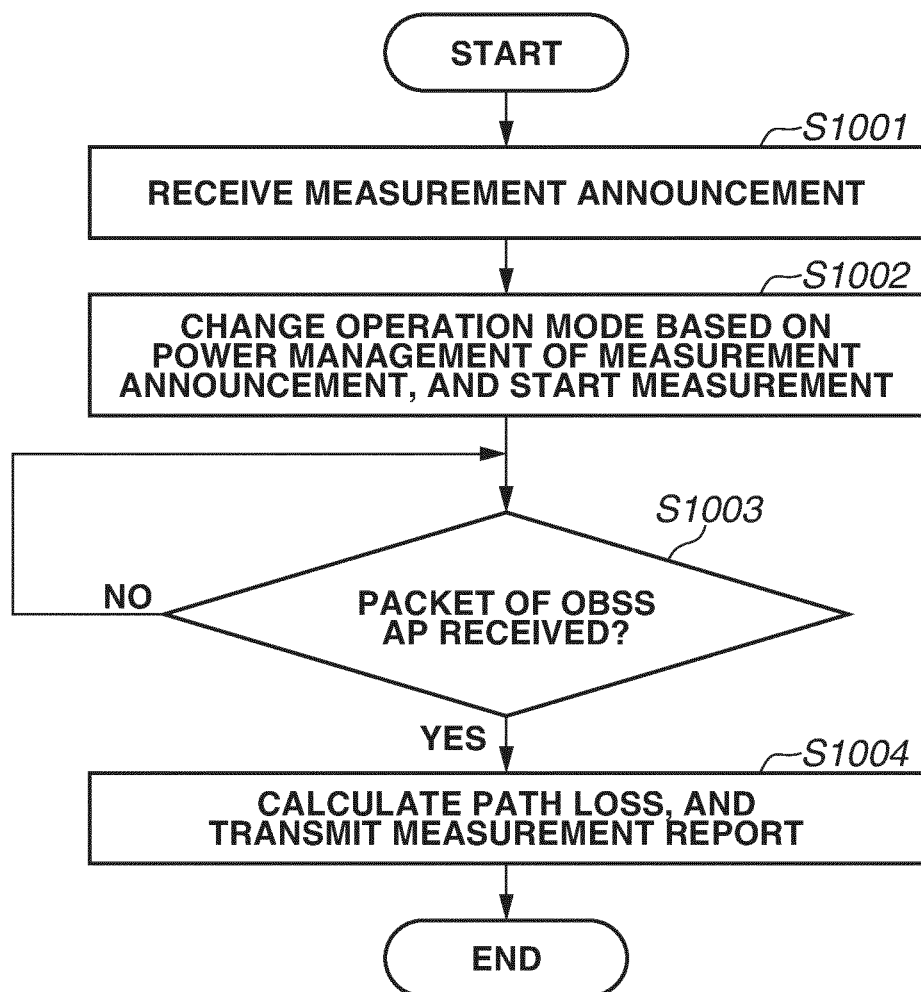 START
S1001
RECEIVE MEASUREMENT ANNOUNCEMENT
S1002
CHANGE OPERATION MODE BASED ON
POWER MANAGEMENT OF MEASUREMENT
ANNOUNCEMENT, AND START MEASUREMENT
S1003
NO
PACKET OF OBSS
AP RECEIVED?
YES
S1004
CALCULATE PATH LOSS, AND
TRANSMIT MEASUREMENT REPORT
END